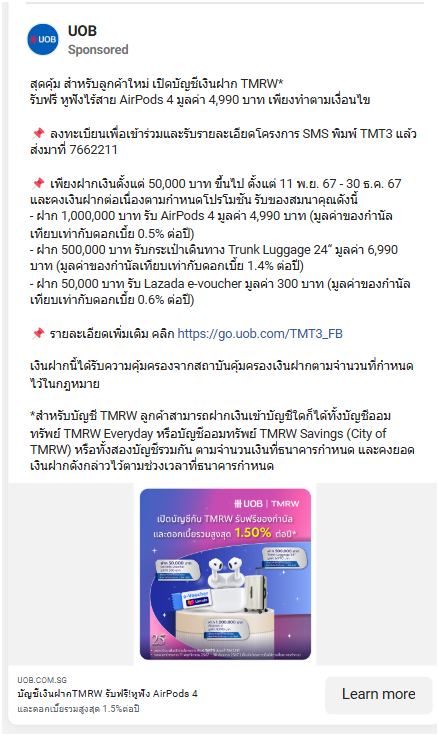 UOB
Sponsored
สุดคุ้ม สำหรับลูกค้าใหม่ เปิดบัญชีเงินฝาก TMRW*
รับฟรี หูฟังไร้สาย AirPods 4 มูลค่า 4,990 บาท เพียงทำตามเงื่อนไข
📌 ลงทะเบียนเพื่อเข้าร่วมและรับรายละเอียดโครงการ SMS พิมพ์ TMT3 แล้ว
ส่งมาที่ 7662211
📌 เพียงฝากเงินตั้งแต่ 50,000 บาท ขึ้นไป ตั้งแต่ 11 พ.ย. 67 - 30 ธ.ค. 67
และคงเงินฝากต่อเนื่องตามกำหนดโปรโมชัน รับของสมนาคุณดังนี้
- ฝาก 1,000,000 บาท รับ AirPods 4 มูลค่า 4,990 บาท (มูลค่าของกำนัล
เทียบเท่ากับดอกเบี้ย 0.5% ต่อปี)
- ฝาก 500,000 บาท รับกระเป๋าเดินทาง Trunk Luggage 24“ มูลค่า 6,990
บาท (มูลค่าของกำนัลเทียบเท่ากับดอกเบี้ย 1.4% ต่อปี)
- ฝาก 50,000 บาท รับ Lazada e-voucher มูลค่า 300 บาท (มูลค่าของกำนัล
เทียบเท่ากับดอกเบี้ย 0.6% ต่อปี)
📌 รายละเอียดเพิ่มเติม คลิก https://go.uob.com/TMT3_FB
เงินฝากนี้ได้รับความคุ้มครองจากสถาบันคุ้มครองเงินฝากตามจำนวนที่กำหนด
ไว้ในกฎหมาย
*สำหรับบัญชี TMRW ลูกค้าสามารถฝากเงินเข้าบัญชีใดก็ได้ทั้งบัญชีออม
ทรัพย์ TMRW Everyday หรือบัญชีออมทรัพย์ TMRW Savings (City of
TMRW) หรือทั้งสองบัญชีรวมกัน ตามจำนวนเงินที่ธนาคารกำหนด และคงยอด
เงินฝากดังกล่าวไว้ตามช่วงเวลาที่ธนาคารกำหนด
UOB | TMRW
เปิดบัญชีกับ TMRW รับฟรีของกำนัล
และดอกเบี้ยรวมสูงสุด 1.50% ต่อปี*
ฝาก 50,000
ฝาก 500,000
e-Voucher
ฝาก 1,000,000
25
UOB.COM.SG
บัญชีเงินฝากTMRW รับฟรี!หูฟัง AirPods 4
และดอกเบี้ยรวมสูงสุด 1.5%ต่อปี
Learn more